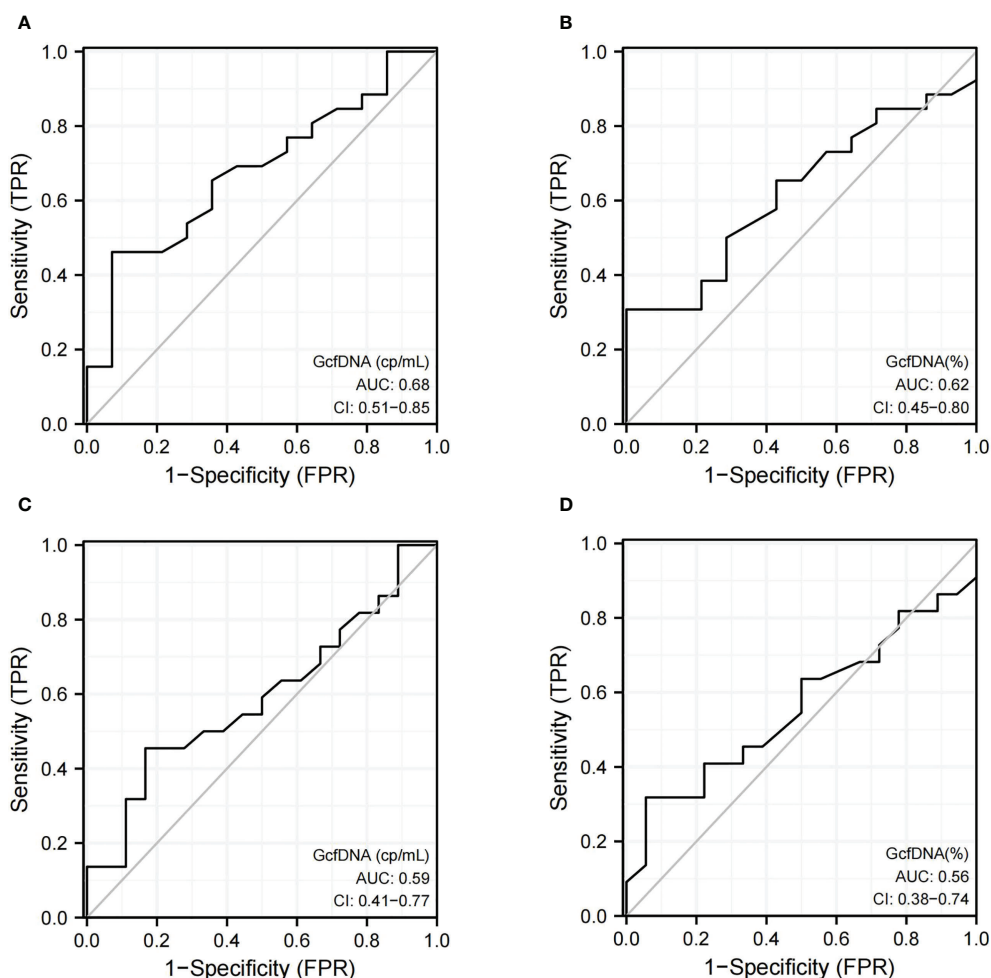 A
1.0
0.8
0.6
0.4
0.2
0.0
Sensitivity (TPR)
GcfDNA (cp/mL)
AUC: 0.68
CI: 0.51−0.85
0.0 0.2 0.4 0.6 0.8 1.0
1−Specificity (FPR)
B
1.0
0.8
0.6
0.4
0.2
0.0
Sensitivity (TPR)
GcfDNA(%)
AUC: 0.62
CI: 0.45−0.80
0.0 0.2 0.4 0.6 0.8 1.0
1−Specificity (FPR)
C
1.0
0.8
0.6
0.4
0.2
0.0
Sensitivity (TPR)
GcfDNA (cp/mL)
AUC: 0.59
CI: 0.41−0.77
0.0 0.2 0.4 0.6 0.8 1.0
1−Specificity (FPR)
D
1.0
0.8
0.6
0.4
0.2
0.0
Sensitivity (TPR)
GcfDNA(%)
AUC: 0.56
CI: 0.38−0.74
0.0 0.2 0.4 0.6 0.8 1.0
1−Specificity (FPR)